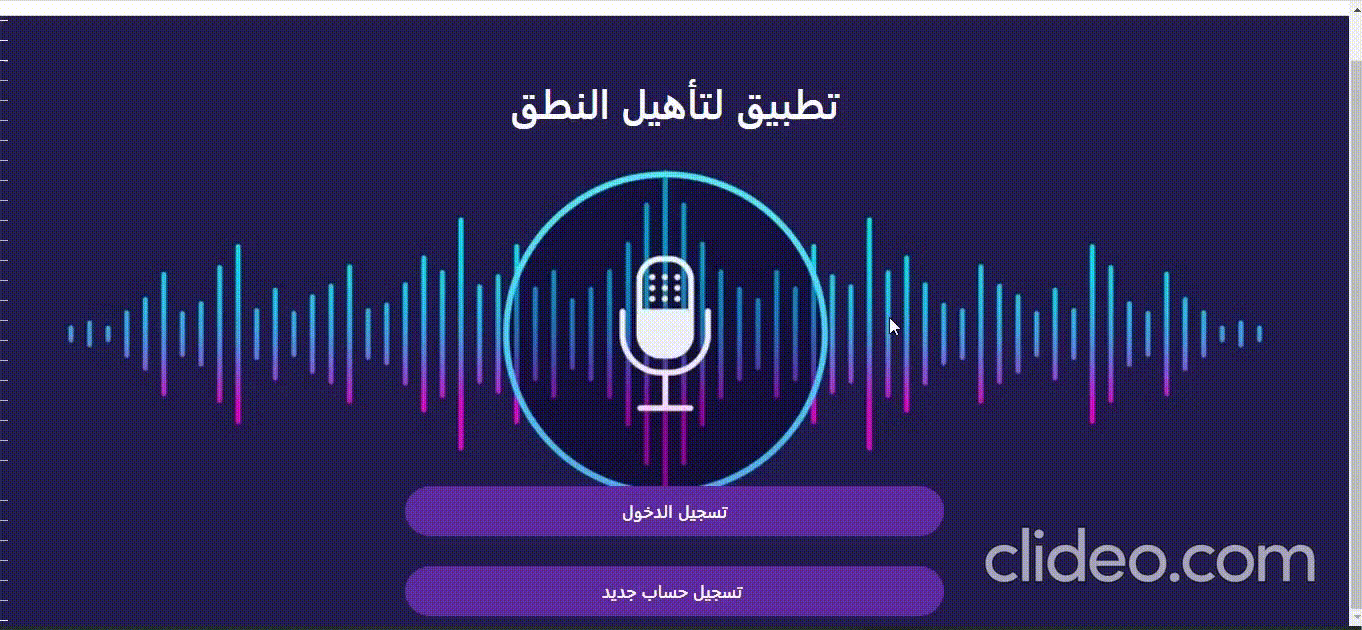 تطبيق لتأهيل النطق
تسجيل الدخول
تسجيل حساب جديد
clideo.com